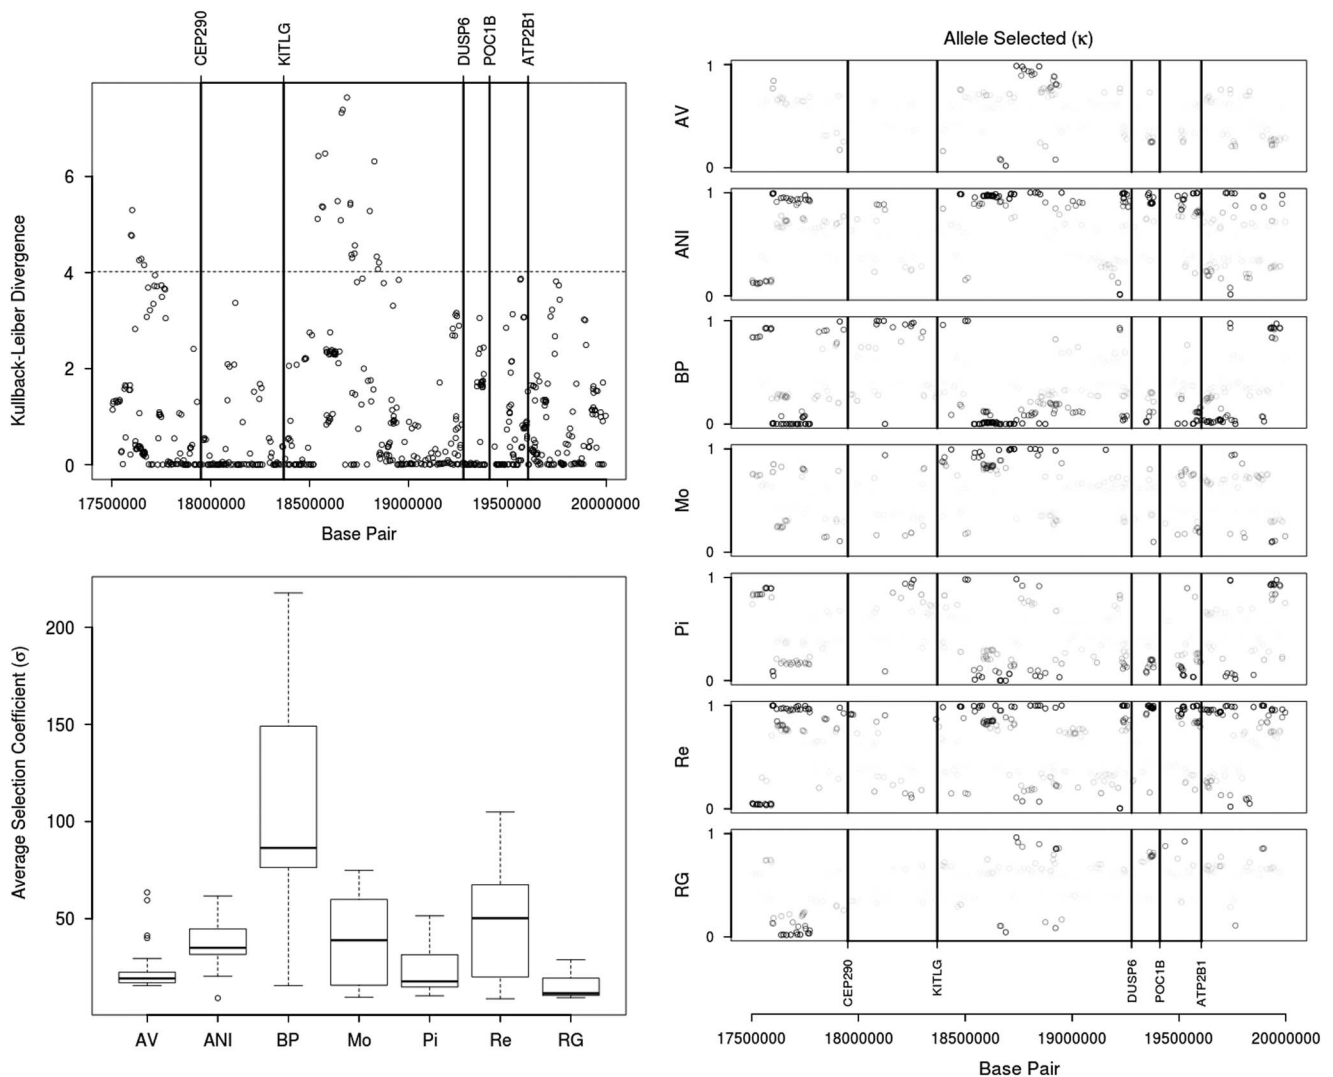 CEP290
KITLG
DUSP6
POC1B
ATP2B1
Kullback-Leiber Divergence
6
4
2
0
17500000 18000000 18500000 19000000 19500000 20000000
Base Pair
Average Selection Coefficient (σ)
200
150
100
50
AV ANI BP Mo Pi Re RG
Allele Selected (κ)
AV
1
0
ANI
1
0
BP
1
0
Mo
1
0
Pi
1
0
Re
1
0
RG
1
0
CEP290
KITLG
DUSP6
POC1B
ATP2B1
17500000 18000000 18500000 19000000 19500000 20000000
Base Pair